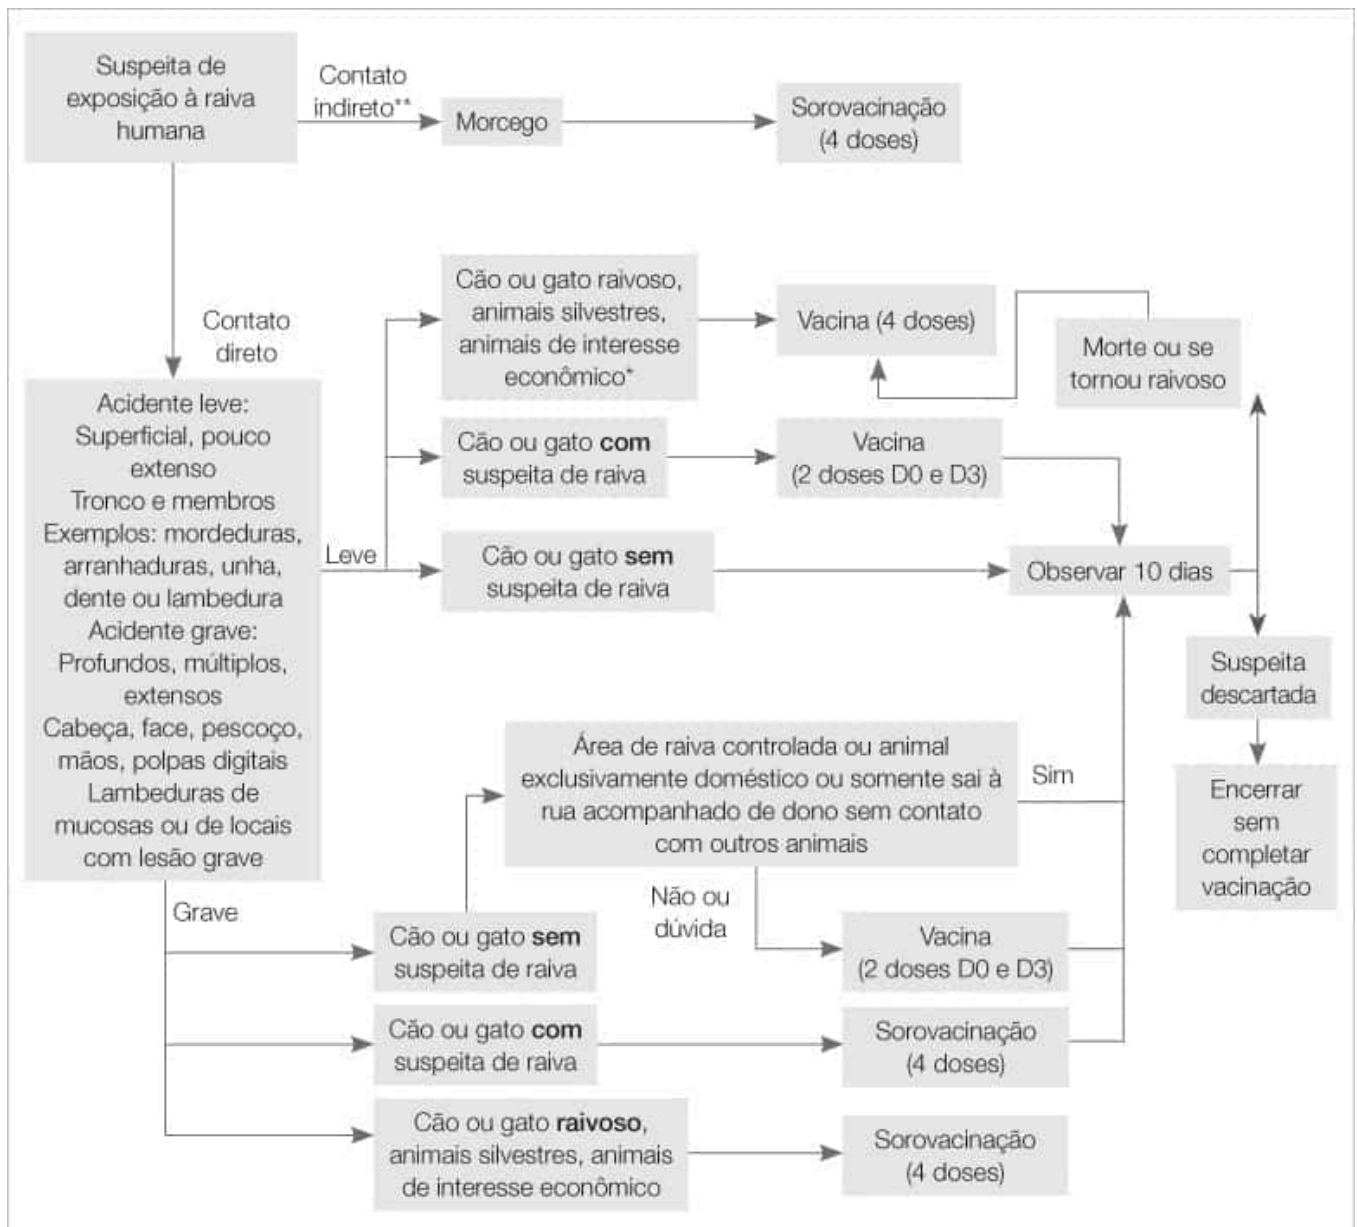 Suspeita de
exposição à raiva
humana
Contato
indireto**
Morcego
Sorovacinação
(4 doses)
Contato
direto
Cão ou gato raivoso,
animais silvestres,
animais de interesse
econômico*
Vacina (4 doses)
Morte ou se
tornou raivoso
Acidente leve:
Superficial, pouco
extenso
Tronco e membros
Exemplos: mordeduras,
arranhaduras, unha,
dente ou lambedura
Acidente grave:
Profundos, múltiplos,
extensos
Cabeça, face, pescoço,
mãos, polpas digitais
Lambeduras de
mucosas ou de locais
com lesão grave
Leve
Cão ou gato com
suspeita de raiva
Vacina
(2 doses D0 e D3)
Cão ou gato sem
suspeita de raiva
Observar 10 dias
Suspeita
descartada
Encerrar
sem
completar
vacinação
Área de raiva controlada ou animal
exclusivamente doméstico ou somente sai à
rua acompanhado de dono sem contato
com outros animais
Sim
Não ou
dúvida
Grave
Cão ou gato sem
suspeita de raiva
Vacina
(2 doses D0 e D3)
Cão ou gato com
suspeita de raiva
Sorovacinação
(4 doses)
Cão ou gato raivoso,
animais silvestres, animais
de interesse econômico
Sorovacinação
(4 doses)